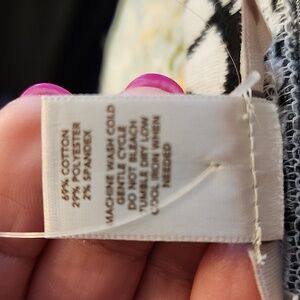 69% COTTON
29% POLYESTER
2% SPANDEX
MACHINE WASH COLD
GENTLE CYCLE
DO NOT BLEACH
TUMBLE DRY LOW
COOL IRON WHEN
NEEDED